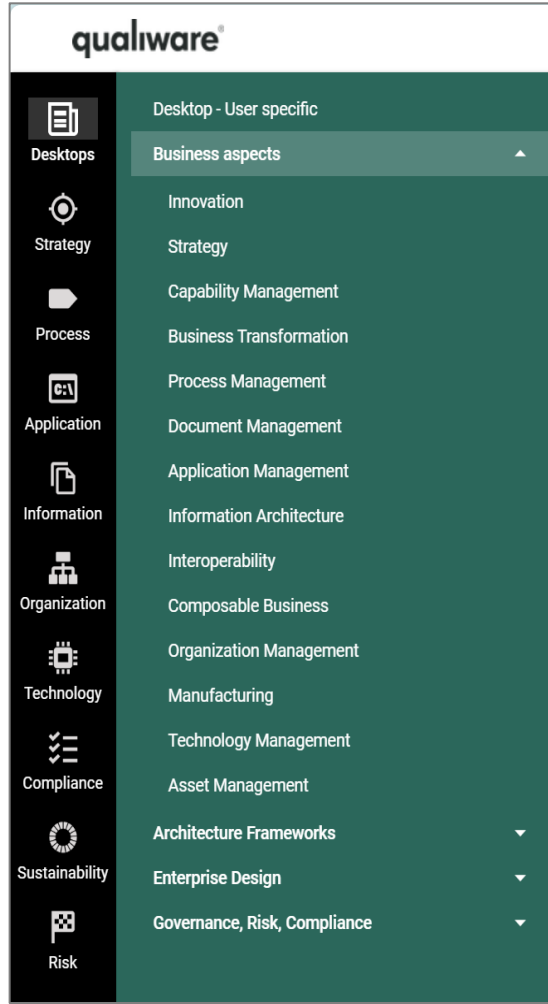 qualiware®
Desktops
Strategy
Process
C:\
Application
Information
Organization
Technology
Compliance
Sustainability
Risk
Desktop - User specific
Business aspects
Innovation
Strategy
Capability Management
Business Transformation
Process Management
Document Management
Application Management
Information Architecture
Interoperability
Composable Business
Organization Management
Manufacturing
Technology Management
Asset Management
Architecture Frameworks
Enterprise Design
Governance, Risk, Compliance